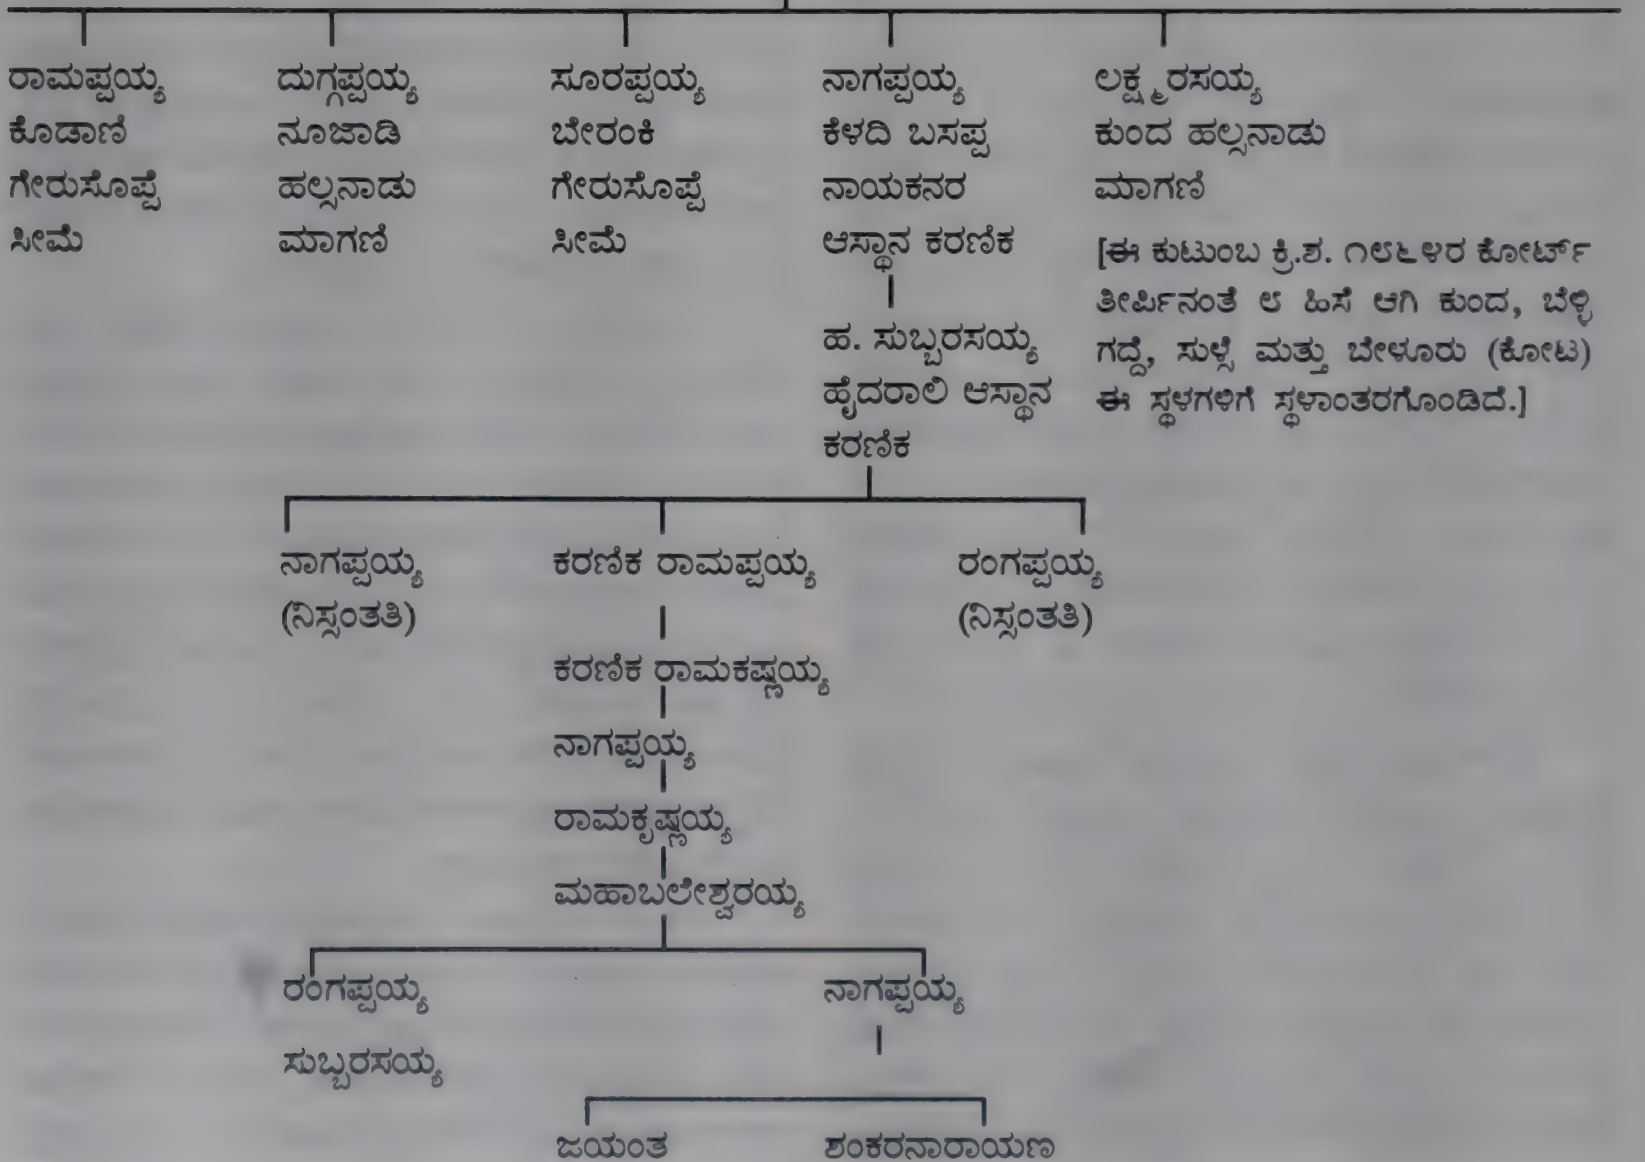 ರಾಮಪ್ಪಯ್ಯ
ಕೊಡಾಣಿ
ಗೇರುಸೊಪ್ಪೆ
ಸೀಮೆ
ದುಗ್ಗಪ್ಪಯ್ಯ
ನೂಜಾಡಿ
ಹಲ್ಸನಾಡು
ಮಾಗಣಿ
ಸೂರಪ್ಪಯ್ಯ
ಬೇರಂಕಿ
ಗೇರುಸೊಪ್ಪೆ
ಸೀಮೆ
ನಾಗಪ್ಪಯ್ಯ
ಕೆಳದಿ ಬಸಪ್ಪ
ನಾಯಕನರ
ಆಸ್ಥಾನ ಕರಣಿಕ
ಲಕ್ಷ್ಮರಸಯ್ಯ
ಕುಂದ ಹಲ್ಸನಾಡು
ಮಾಗಣಿ
[ಈ ಕುಟುಂಬ ಕ್ರಿ.ಶ. ೧೮೬೪ರ ಕೋರ್ಟ್
ತೀರ್ಪಿನಂತೆ ೮ ಹಿಸೆ ಆಗಿ ಕುಂದ, ಬೆಳ್ಳಿ
ಗದ್ದೆ, ಸುಳ್ಸೆ ಮತ್ತು ಬೇಳೂರು (ಕೋಟ)
ಈ ಸ್ಥಳಗಳಿಗೆ ಸ್ಥಳಾಂತರಗೊಂಡಿದೆ.]
ಹ. ಸುಬ್ಬರಸಯ್ಯ
ಹೈದರಾಲಿ ಆಸ್ಥಾನ
ಕರಣಿಕ
ನಾಗಪ್ಪಯ್ಯ
(ನಿಸ್ಸಂತತಿ)
ಕರಣಿಕ ರಾಮಪ್ಪಯ್ಯ
ರಂಗಪ್ಪಯ್ಯ
(ನಿಸ್ಸಂತತಿ)
ಕರಣಿಕ ರಾಮಕಷ್ಣಯ್ಯ
ನಾಗಪ್ಪಯ್ಯ
ರಾಮಕೃಷ್ಣಯ್ಯ
ಮಹಾಬಲೇಶ್ವರಯ್ಯ
ರಂಗಪ್ಪಯ್ಯ
ನಾಗಪ್ಪಯ್ಯ
ಸುಬ್ಬರಸಯ್ಯ
ಜಯಂತ
ಶಂಕರನಾರಾಯಣ